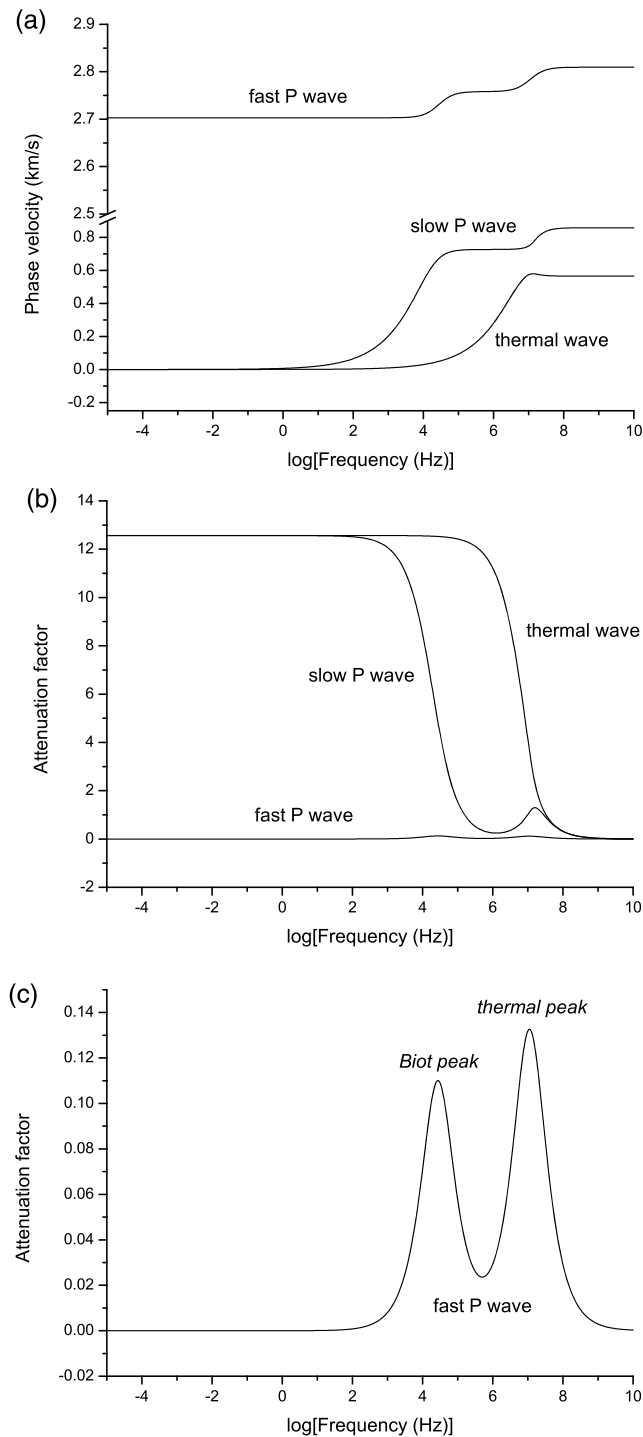 (a)
2.9
2.8
2.7
2.6
2.5
0.8
0.6
0.4
0.2
0.0
-0.2
Phase velocity (km/s)
fast P wave
slow P wave
thermal wave
-4 -2 0 2 4 6 8 10
log[Frequency (Hz)]
(b)
14
12
10
8
6
4
2
0
-2
Attenuation factor
thermal wave
slow P wave
fast P wave
-4 -2 0 2 4 6 8 10
log[Frequency (Hz)]
(c)
0.14
0.12
0.10
0.08
0.06
0.04
0.02
0.00
-0.02
Attenuation factor
thermal peak
Biot peak
fast P wave
-4 -2 0 2 4 6 8 10
log[Frequency (Hz)]